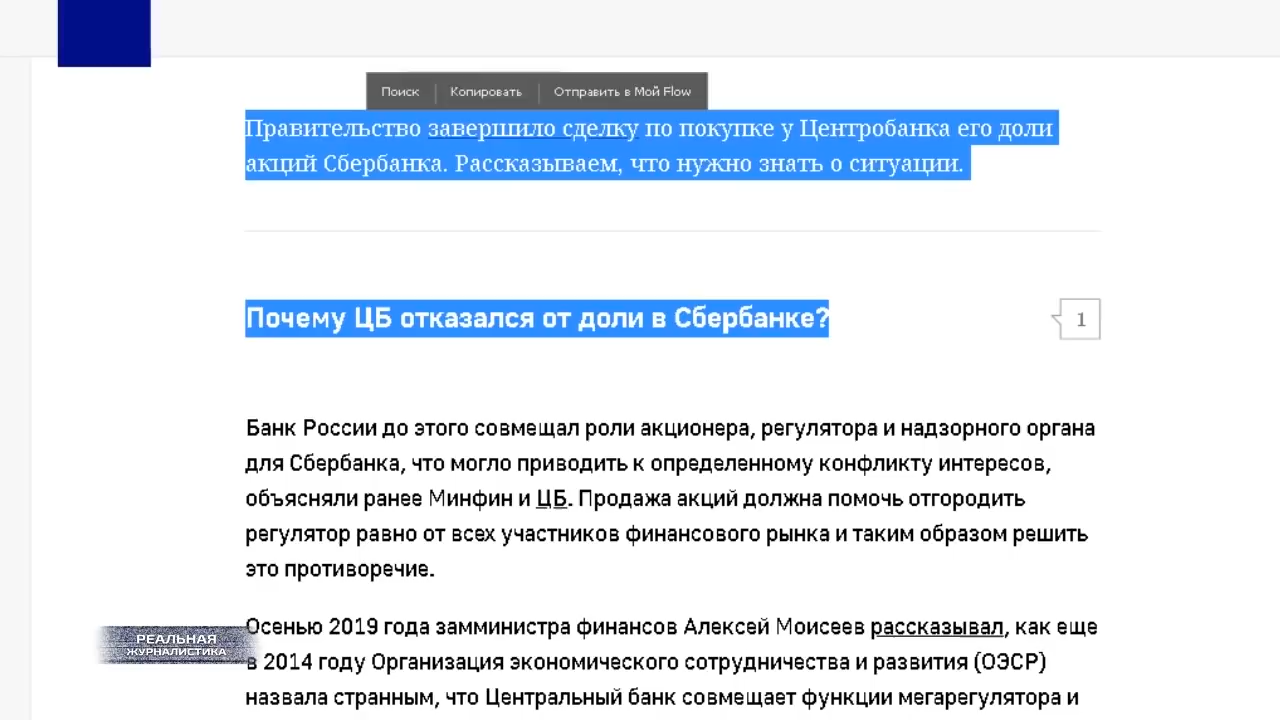 Поиск
Копировать
Отправить в Мой Flow
Правительство завершило сделку по покупке у Центробанка его доли
акций Сбербанка. Рассказываем, что нужно знать о ситуации.
Почему ЦБ отказался от доли в Сбербанке?
1
Банк России до этого совмещал роли акционера, регулятора и надзорного органа
для Сбербанка, что могло приводить к определенному конфликту интересов,
объясняли ранее Минфин и ЦБ. Продажа акций должна помочь отгородить
регулятор равно от всех участников финансового рынка и таким образом решить
это противоречие.
Осенью 2019 года замминистра финансов Алексей Моисеев рассказывал, как еще
в 2014 году Организация экономического сотрудничества и развития (ОЭСР)
назвала странным, что Центральный банк совмещает функции мегарегулятора и
РЕАЛЬНАЯ
ЖУРНАЛИСТИКА